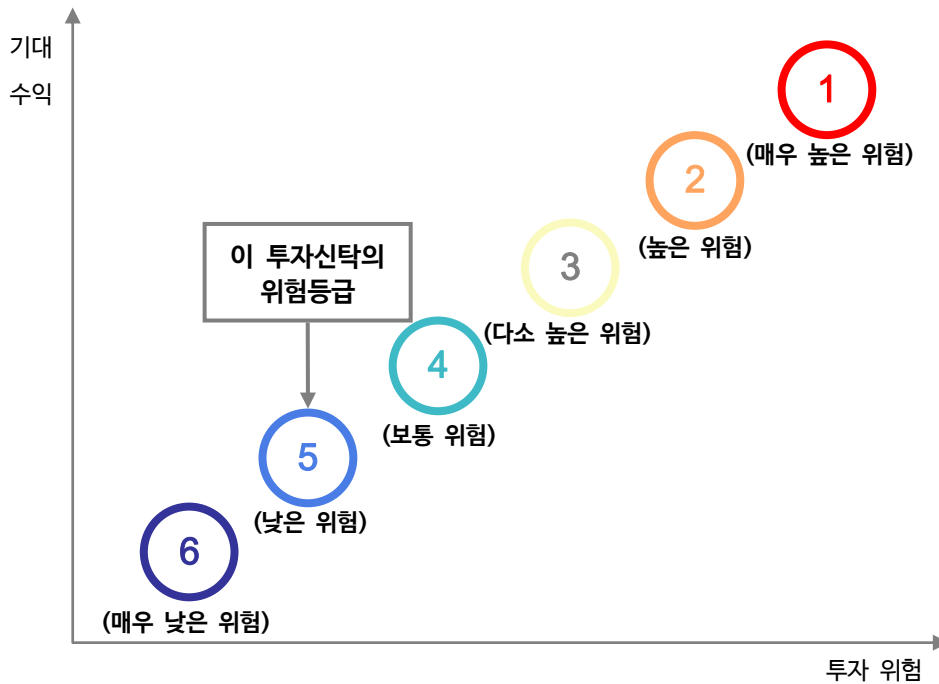 기대
수익
1
(매우 높은 위험)
2
(높은 위험)
이 투자신탁의
위험등급
3
(다소 높은 위험)
4
(보통 위험)
5
(낮은 위험)
6
(매우 낮은 위험)
투자 위험